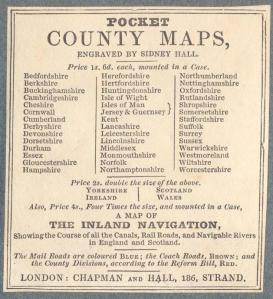 POCKET
COUNTY MAPS,
ENGRAVED BY SIDNEY HALL.
Price 1s. 6d. each, mounted in a Case.
Bedfordshire
Berkshire
Buckinghamshire
Cambridgeshire
Cheshire
Cornwall
Cumberland
Derbyshire
Devonshire
Dorsetshire
Durham
Essex
Gloucestershire
Hampshire
Herefordshire
Hertfordshire
Huntingdonshire
Isle of Wight
Isles of Man }
Jersey & Guernsey }
Kent
Lancashire
Leicestershire
Lincolnshire
Middlesex
Monmouthshire
Norfolk
Northamptonshire
Northumberland
Nottinghamshire
Oxfordshire
Rutlandshire
Shropshire
Somersetshire
Staffordshire
Suffolk
Surrey
Sussex
Warwickshire
Westmoreland
Wiltshire
Worcestershire
Price 2s. double the size of the above.
YORKSHIRE SCOTLAND
IRELAND WALES
Also, Price 4s., Four Times the size, and mounted in a Case,
A MAP OF
THE INLAND NAVIGATION,
Showing the Course of all the Canals, Rail Roads, and Navigable Rivers
in England and Scotland.
The Mail Roads are coloured BLUE; the Coach Roads, BROWN; and
the County Divisions, according to the Reform Bill, RED.
LONDON: CHAPMAN AND HALL, 186, STRAND.